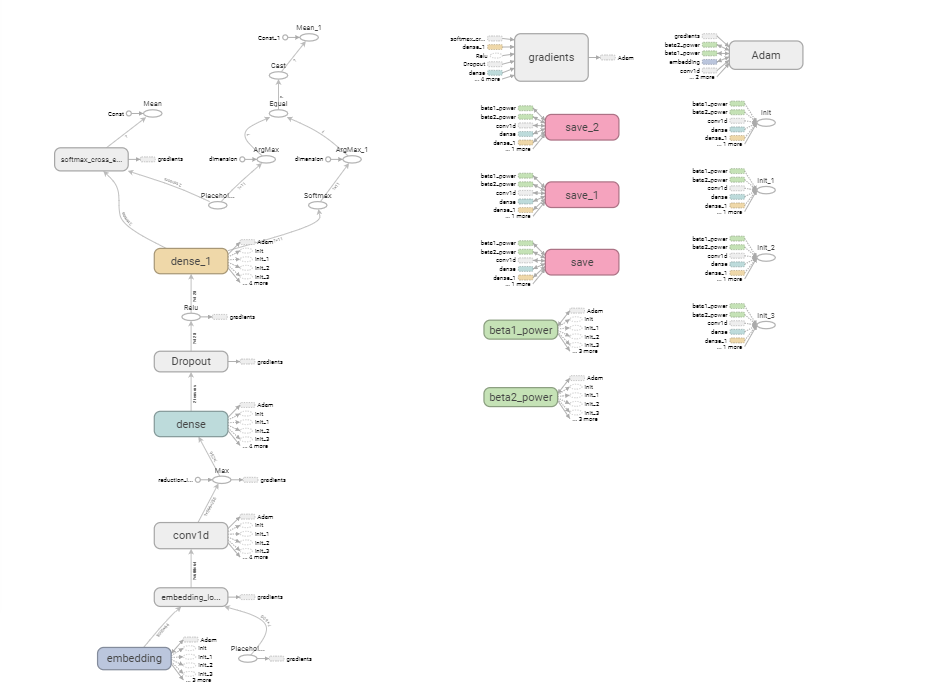 Mean_1
Const_1
Cast
Mean
Equal
Const
softmax_cross_e...
gradients
dimension
ArgMax
dimension
ArgMax_1
Placehol...
Softmax
dense_1
Adam
init
init_1
init_2
init_3
... 4 more
Relu
gradients
Dropout
gradients
dense
Adam
init
init_1
init_2
init_3
... 4 more
Max
reduction_i...
gradients
conv1d
Adam
init
init_1
init_2
init_3
... 4 more
embedding_lo...
gradients
embedding
Adam
init
init_1
init_2
init_3
... 3 more
Placehol...
gradients
softmax_cr...
dense_1
Relu
Dropout
dense
... 4 more
gradients
Adam
beta1_power
beta2_power
conv1d
dense
dense_1
... 1 more
save_2
beta1_power
beta2_power
conv1d
dense
dense_1
... 1 more
save_1
beta1_power
beta2_power
conv1d
dense
dense_1
... 1 more
save
beta1_power
Adam
init
init_1
init_2
init_3
... 3 more
beta2_power
Adam
init
init_1
init_2
init_3
... 3 more
gradients
beta2_power
beta1_power
embedding
conv1d
... 2 more
Adam
beta1_power
beta2_power
conv1d
dense
dense_1
... 1 more
init
beta1_power
beta2_power
conv1d
dense
dense_1
... 1 more
init_1
beta1_power
beta2_power
conv1d
dense
dense_1
... 1 more
init_2
beta1_power
beta2_power
conv1d
dense
dense_1
... 1 more
init_3